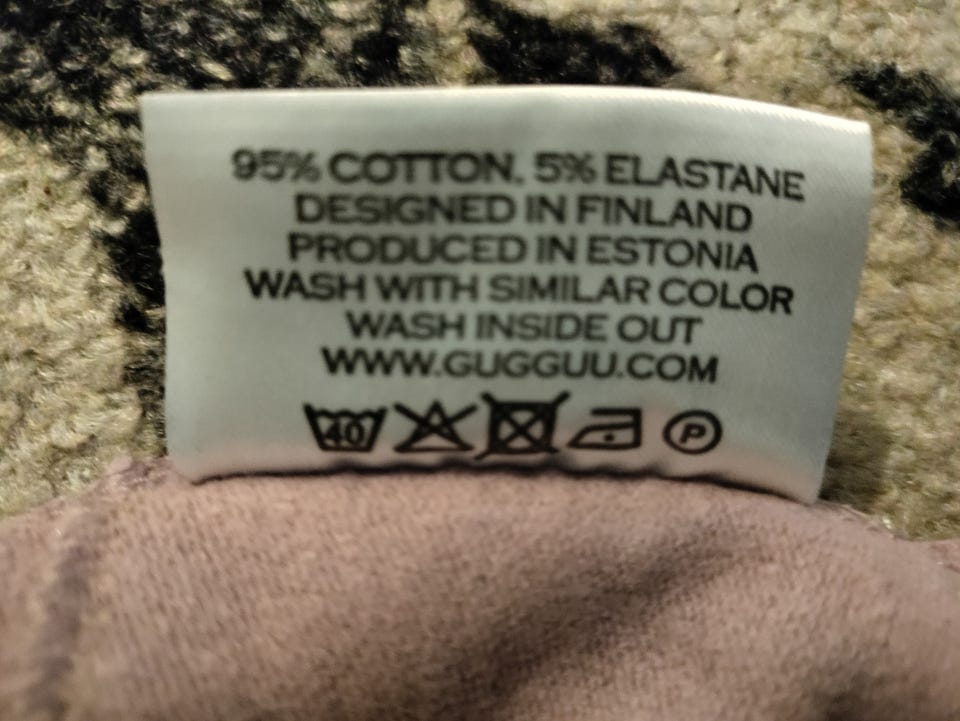 95% COTTON, 5% ELASTANE
DESIGNED IN FINLAND
PRODUCED IN ESTONIA
WASH WITH SIMILAR COLOR
WASH INSIDE OUT
WWW.GUGGUU.COM
40 P